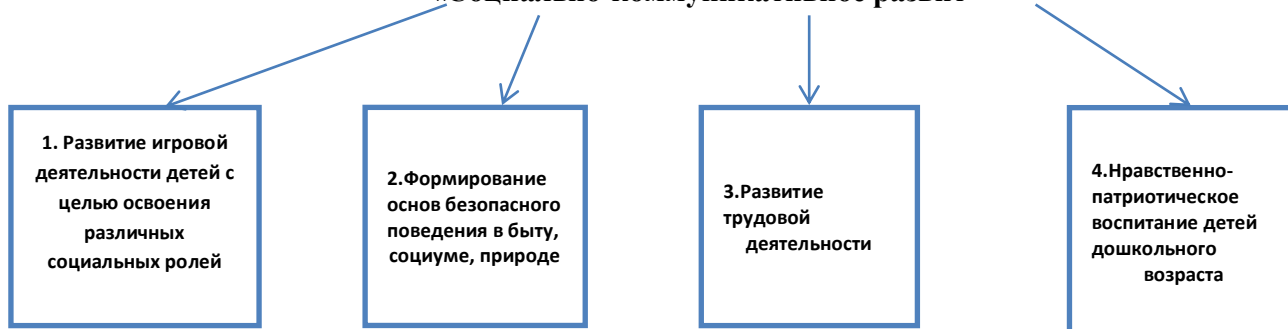 «Социально-коммуникативное развит
1. Развитие игровой
деятельности детей с
целью освоения
различных
социальных ролей
2.Формирование
основ безопасного
поведения в быту,
социуме, природе
3.Развитие
трудовой
деятельности
4.Нравственно-
патриотическое
воспитание детей
дошкольного
возраста